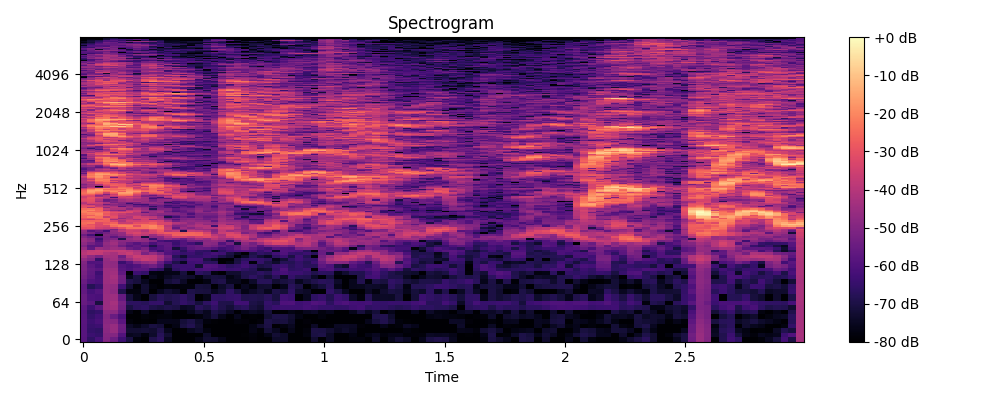 Spectrogram
Hz
4096
2048
1024
512
256
128
64
0
0
0.5
1
1.5
2
2.5
Time
+0 dB
-10 dB
-20 dB
-30 dB
-40 dB
-50 dB
-60 dB
-70 dB
-80 dB